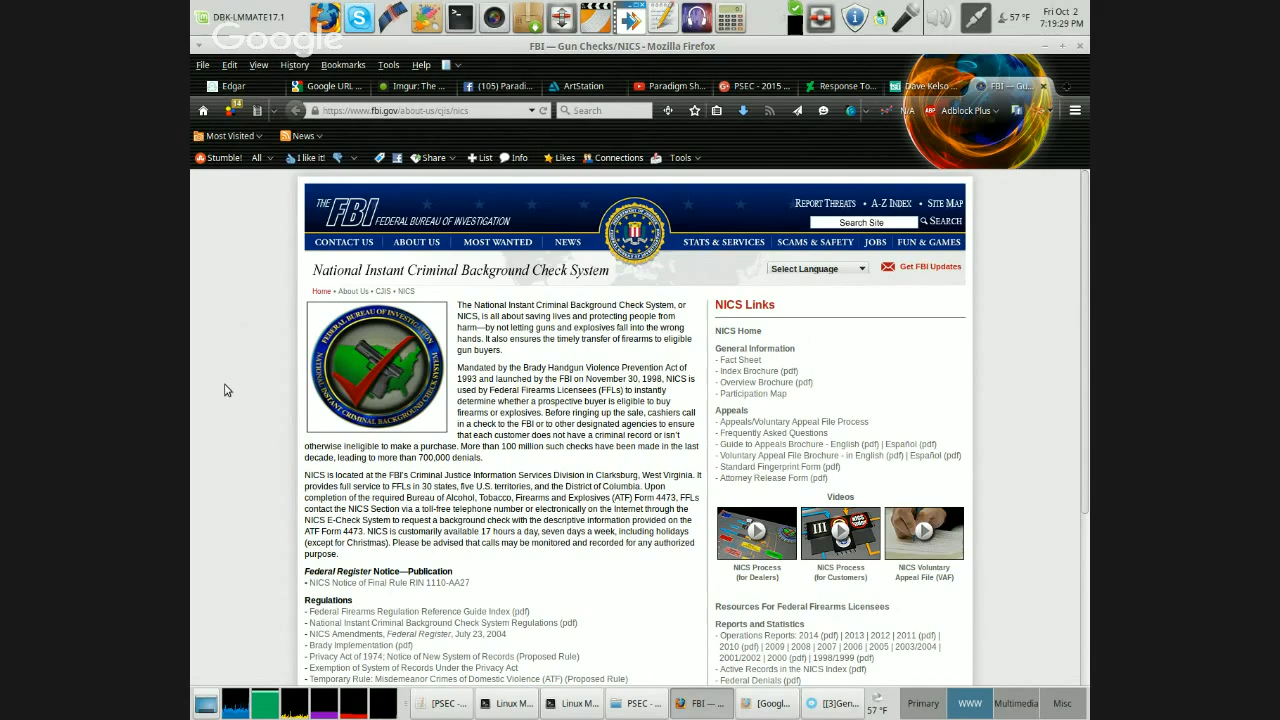 DBK-LMMATE17.1
57 °F
Fri Oct 2
7:19:29 PM
Google
FBI — Gun Checks/NICS - Mozilla Firefox
File Edit View History Bookmarks Tools Help
Edgar
Google URL ...
Imgur: The ...
(105) Paradi...
ArtStation
Paradigm Sh...
PSEC - 2015 ...
Response To...
Dave Kelso ...
FBI — Gu...
14
https://www.fbi.gov/about-us/cjis/nics
Search
N/A
ABP Adblock Plus
Most Visited
News
Stumble! All I like it! Share List Info Likes Connections Tools
THE FBI FEDERAL BUREAU OF INVESTIGATION
REPORT THREATS • A-Z INDEX • SITE MAP
Search Site
SEARCH
CONTACT US ABOUT US MOST WANTED NEWS STATS & SERVICES SCAMS & SAFETY JOBS FUN & GAMES
National Instant Criminal Background Check System
Select Language
Get FBI Updates
Home • About Us • CJIS • NICS
FEDERAL BUREAU OF INVESTIGATION
NATIONAL INSTANT CRIMINAL BACKGROUND CHECK SYSTEM
The National Instant Criminal Background Check System, or
NICS, is all about saving lives and protecting people from
harm—by not letting guns and explosives fall into the wrong
hands. It also ensures the timely transfer of firearms to eligible
gun buyers.
Mandated by the Brady Handgun Violence Prevention Act of
1993 and launched by the FBI on November 30, 1998, NICS is
used by Federal Firearms Licensees (FFLs) to instantly
determine whether a prospective buyer is eligible to buy
firearms or explosives. Before ringing up the sale, cashiers call
in a check to the FBI or to other designated agencies to ensure
that each customer does not have a criminal record or isn't
otherwise ineligible to make a purchase. More than 100 million such checks have been made in the last
decade, leading to more than 700,000 denials.
NICS is located at the FBI's Criminal Justice Information Services Division in Clarksburg, West Virginia. It
provides full service to FFLs in 30 states, five U.S. territories, and the District of Columbia. Upon
completion of the required Bureau of Alcohol, Tobacco, Firearms and Explosives (ATF) Form 4473, FFLs
contact the NICS Section via a toll-free telephone number or electronically on the Internet through the
NICS E-Check System to request a background check with the descriptive information provided on the
ATF Form 4473. NICS is customarily available 17 hours a day, seven days a week, including holidays
(except for Christmas). Please be advised that calls may be monitored and recorded for any authorized
purpose.
Federal Register Notice—Publication
- NICS Notice of Final Rule RIN 1110-AA27
Regulations
- Federal Firearms Regulation Reference Guide Index (pdf)
- National Instant Criminal Background Check System Regulations (pdf)
- NICS Amendments, Federal Register, July 23, 2004
- Brady Implementation (pdf)
- Privacy Act of 1974; Notice of New System of Records (Proposed Rule)
- Exemption of System of Records Under the Privacy Act
- Temporary Rule: Misdemeanor Crimes of Domestic Violence (ATF) (Proposed Rule)
NICS Links
NICS Home
General Information
- Fact Sheet
- Index Brochure (pdf)
- Overview Brochure (pdf)
- Participation Map
Appeals
- Appeals/Voluntary Appeal File Process
- Frequently Asked Questions
- Guide to Appeals Brochure - English (pdf) | Español (pdf)
- Voluntary Appeal File Brochure - in English (pdf) | Español (pdf)
- Standard Fingerprint Form (pdf)
- Attorney Release Form (pdf)
Videos
NICS Process
(for Dealers)
NICS Process
(for Customers)
NICS Voluntary
Appeal File (VAF)
Resources For Federal Firearms Licensees
Reports and Statistics
- Operations Reports: 2014 (pdf) | 2013 | 2012 | 2011 (pdf) |
2010 (pdf) | 2009 | 2008 | 2007 | 2006 | 2005 | 2003/2004 |
2001/2002 | 2000 (pdf) | 1998/1999 (pdf)
- Active Records in the NICS Index (pdf)
- Federal Denials (pdf)
[PSEC -...
Linux M...
Linux M...
PSEC - ...
FBI — ...
[Googl...
[[3]Gen...
57 °F
Primary
WWW
Multimedia
Misc